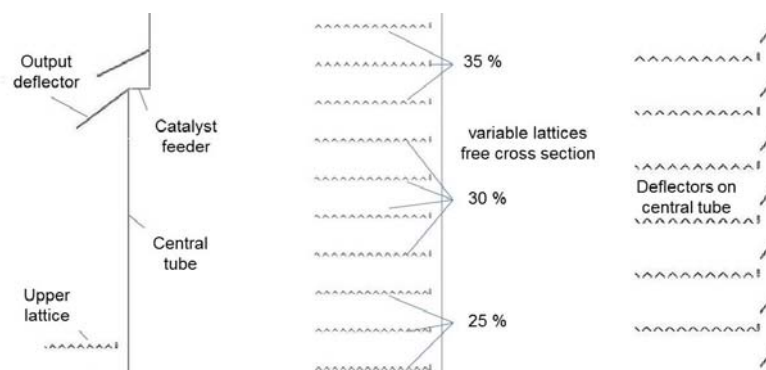 Output
deflector
Catalyst
feeder
Central
tube
Upper
lattice
35 %
variable lattices
free cross section
30 %
25 %
Deflectors on
central tube